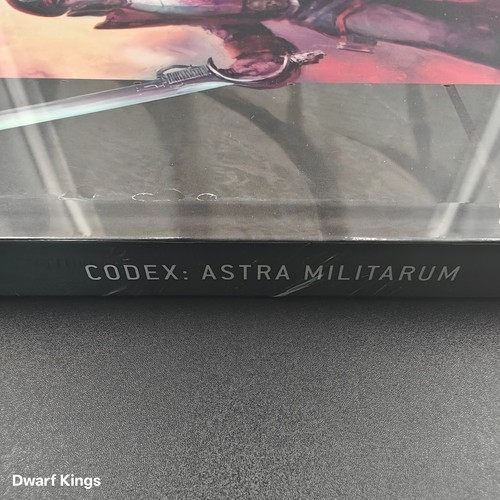 CODEX: ASTRA MILITARUM
Dwarf Kings